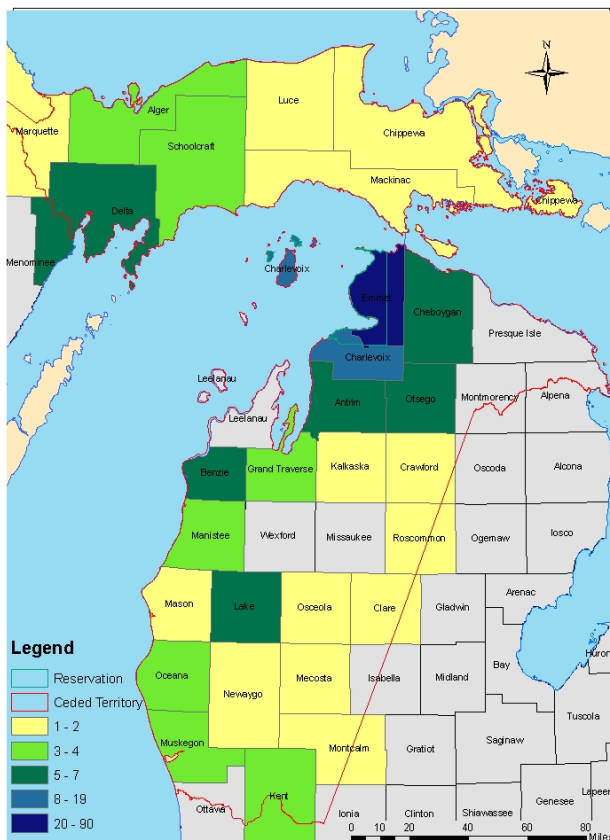 N
Luce
Alger
Marquette
Chippewa
Schoolcraft
Mackinac
Chippewa
Delta
Menominee
Charlevoix
Emmet
Cheboygan
Presque Isle
Charlevoix
Leelanau
Antrim
Otsego
Montmorency
Alpena
Leelanau
Benzie
Grand Traverse
Kalkaska
Crawford
Oscoda
Alcona
Manistee
Wexford
Missaukee
Roscommon
Ogemaw
Iosco
Mason
Lake
Osceola
Clare
Gladwin
Arenac
Huron
Bay
Oceana
Newaygo
Mecosta
Isabella
Midland
Tuscola
Muskegon
Montcalm
Gratiot
Saginaw
Kent
Ottawa
Ionia
Clinton
Shiawassee
Genesee
Lapeer
Legend
Reservation
Ceded Territory
1 - 2
3 - 4
5 - 7
8 - 19
20 - 90
0 10 20 40 60 80
Miles